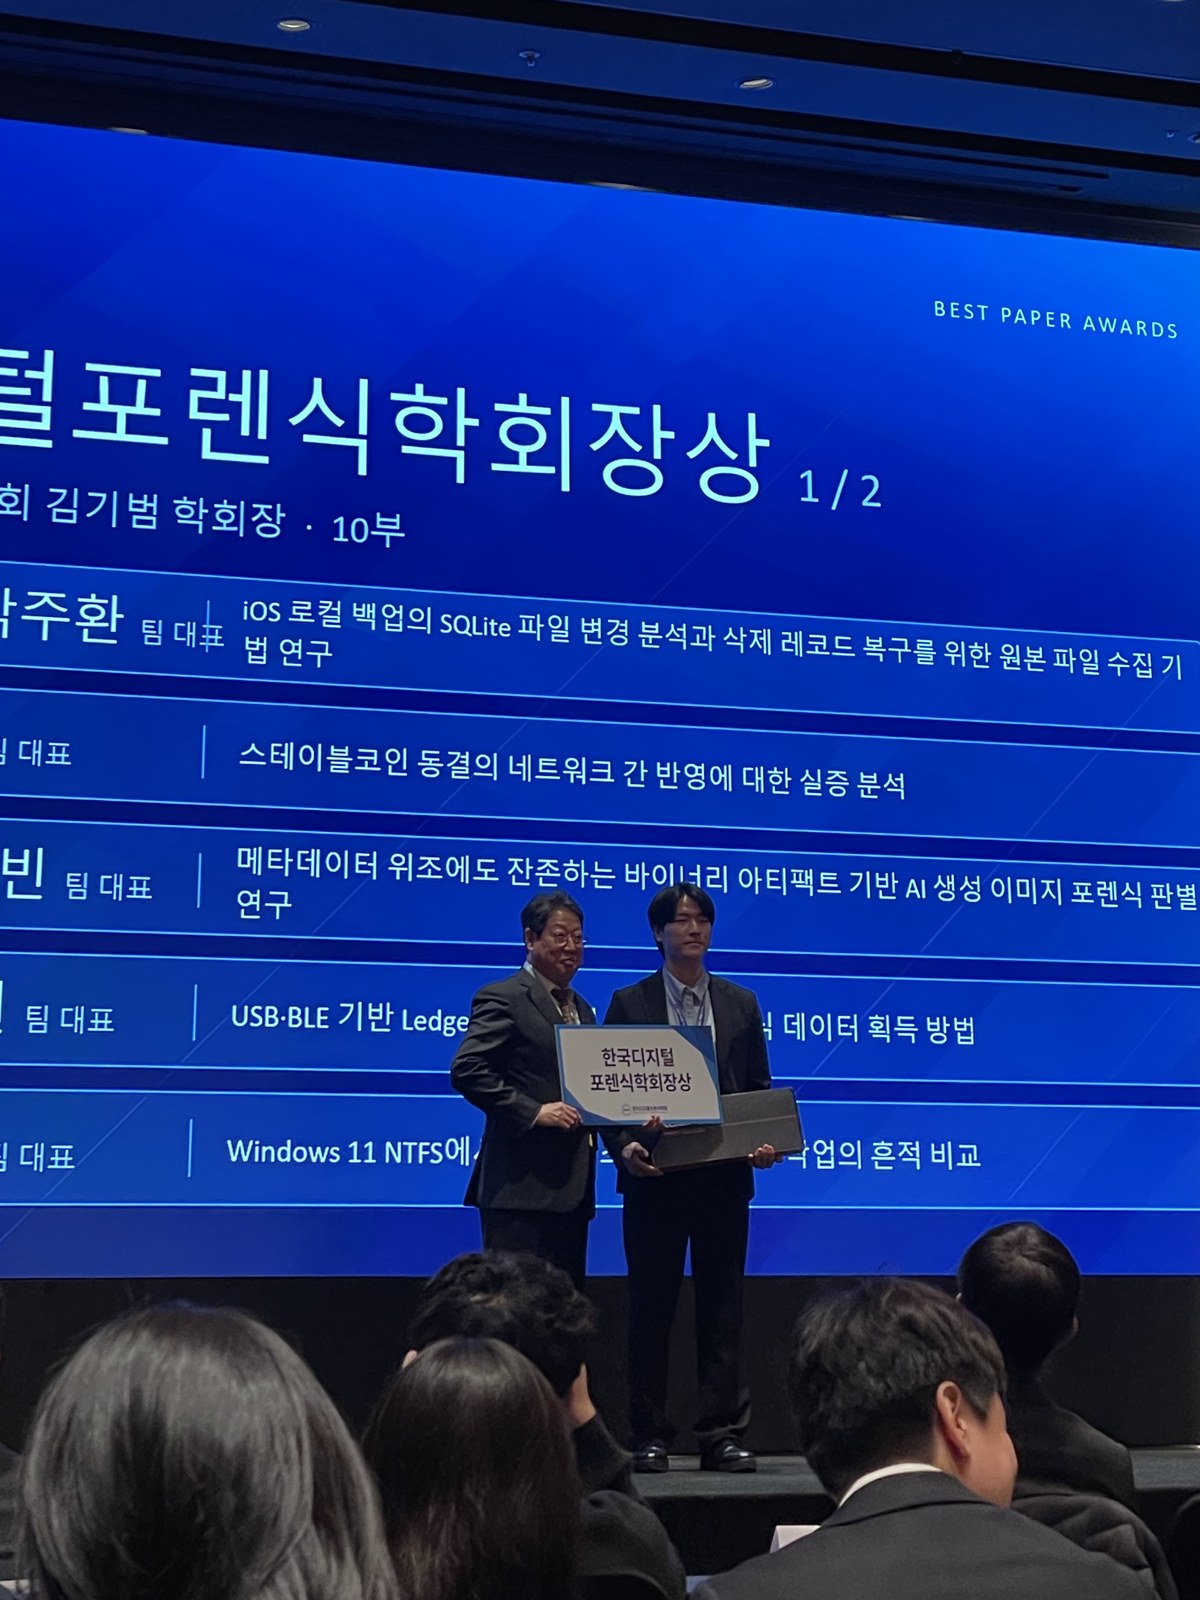 BEST PAPER AWARDS
털포렌식학회장상 1 / 2
회 김기범 학회장 · 10부
주환 팀 대표
iOS 로컬 백업의 SQLite 파일 변경 분석과 삭제 레코드 복구를 위한 원본 파일 수집 기
법 연구
팀 대표
스테이블코인 동결의 네트워크 간 반영에 대한 실증 분석
빈 팀 대표
메타데이터 위조에도 잔존하는 바이너리 아티팩트 기반 AI 생성 이미지 포렌식 판별
연구
팀 대표
USB·BLE 기반 Ledge 데이터 획득 방법
팀 대표
Windows 11 NTFS에 작업의 흔적 비교
한국디지털
포렌식학회장상